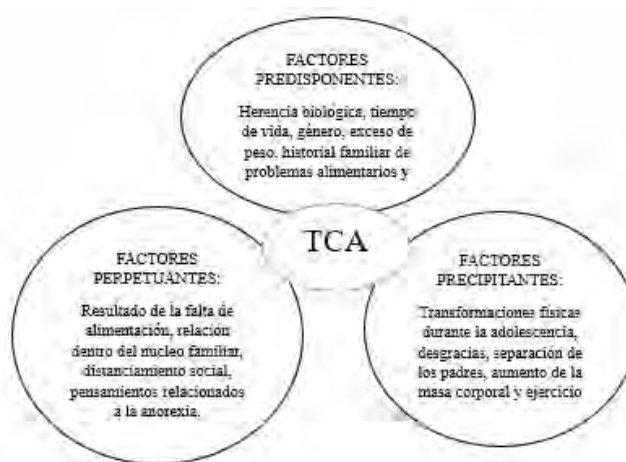 FACTORES
PREDISPONENTES:
Herencia biológica, tiempo
de vida, género, exceso de
peso. historial familiar de
problemas alimentarios y
TCA
FACTORES
PERPETUANTES:
Resultado de la falta de
alimentación, relación
dentro del núcleo familiar,
distanciamiento social,
pensamientos relacionados
a la anorexia.
FACTORES
PRECIPITANTES:
Transformaciones físicas
durante la adolescencia,
desgracias, separación de
los padres, aumento de la
masa corporal y ejercicio